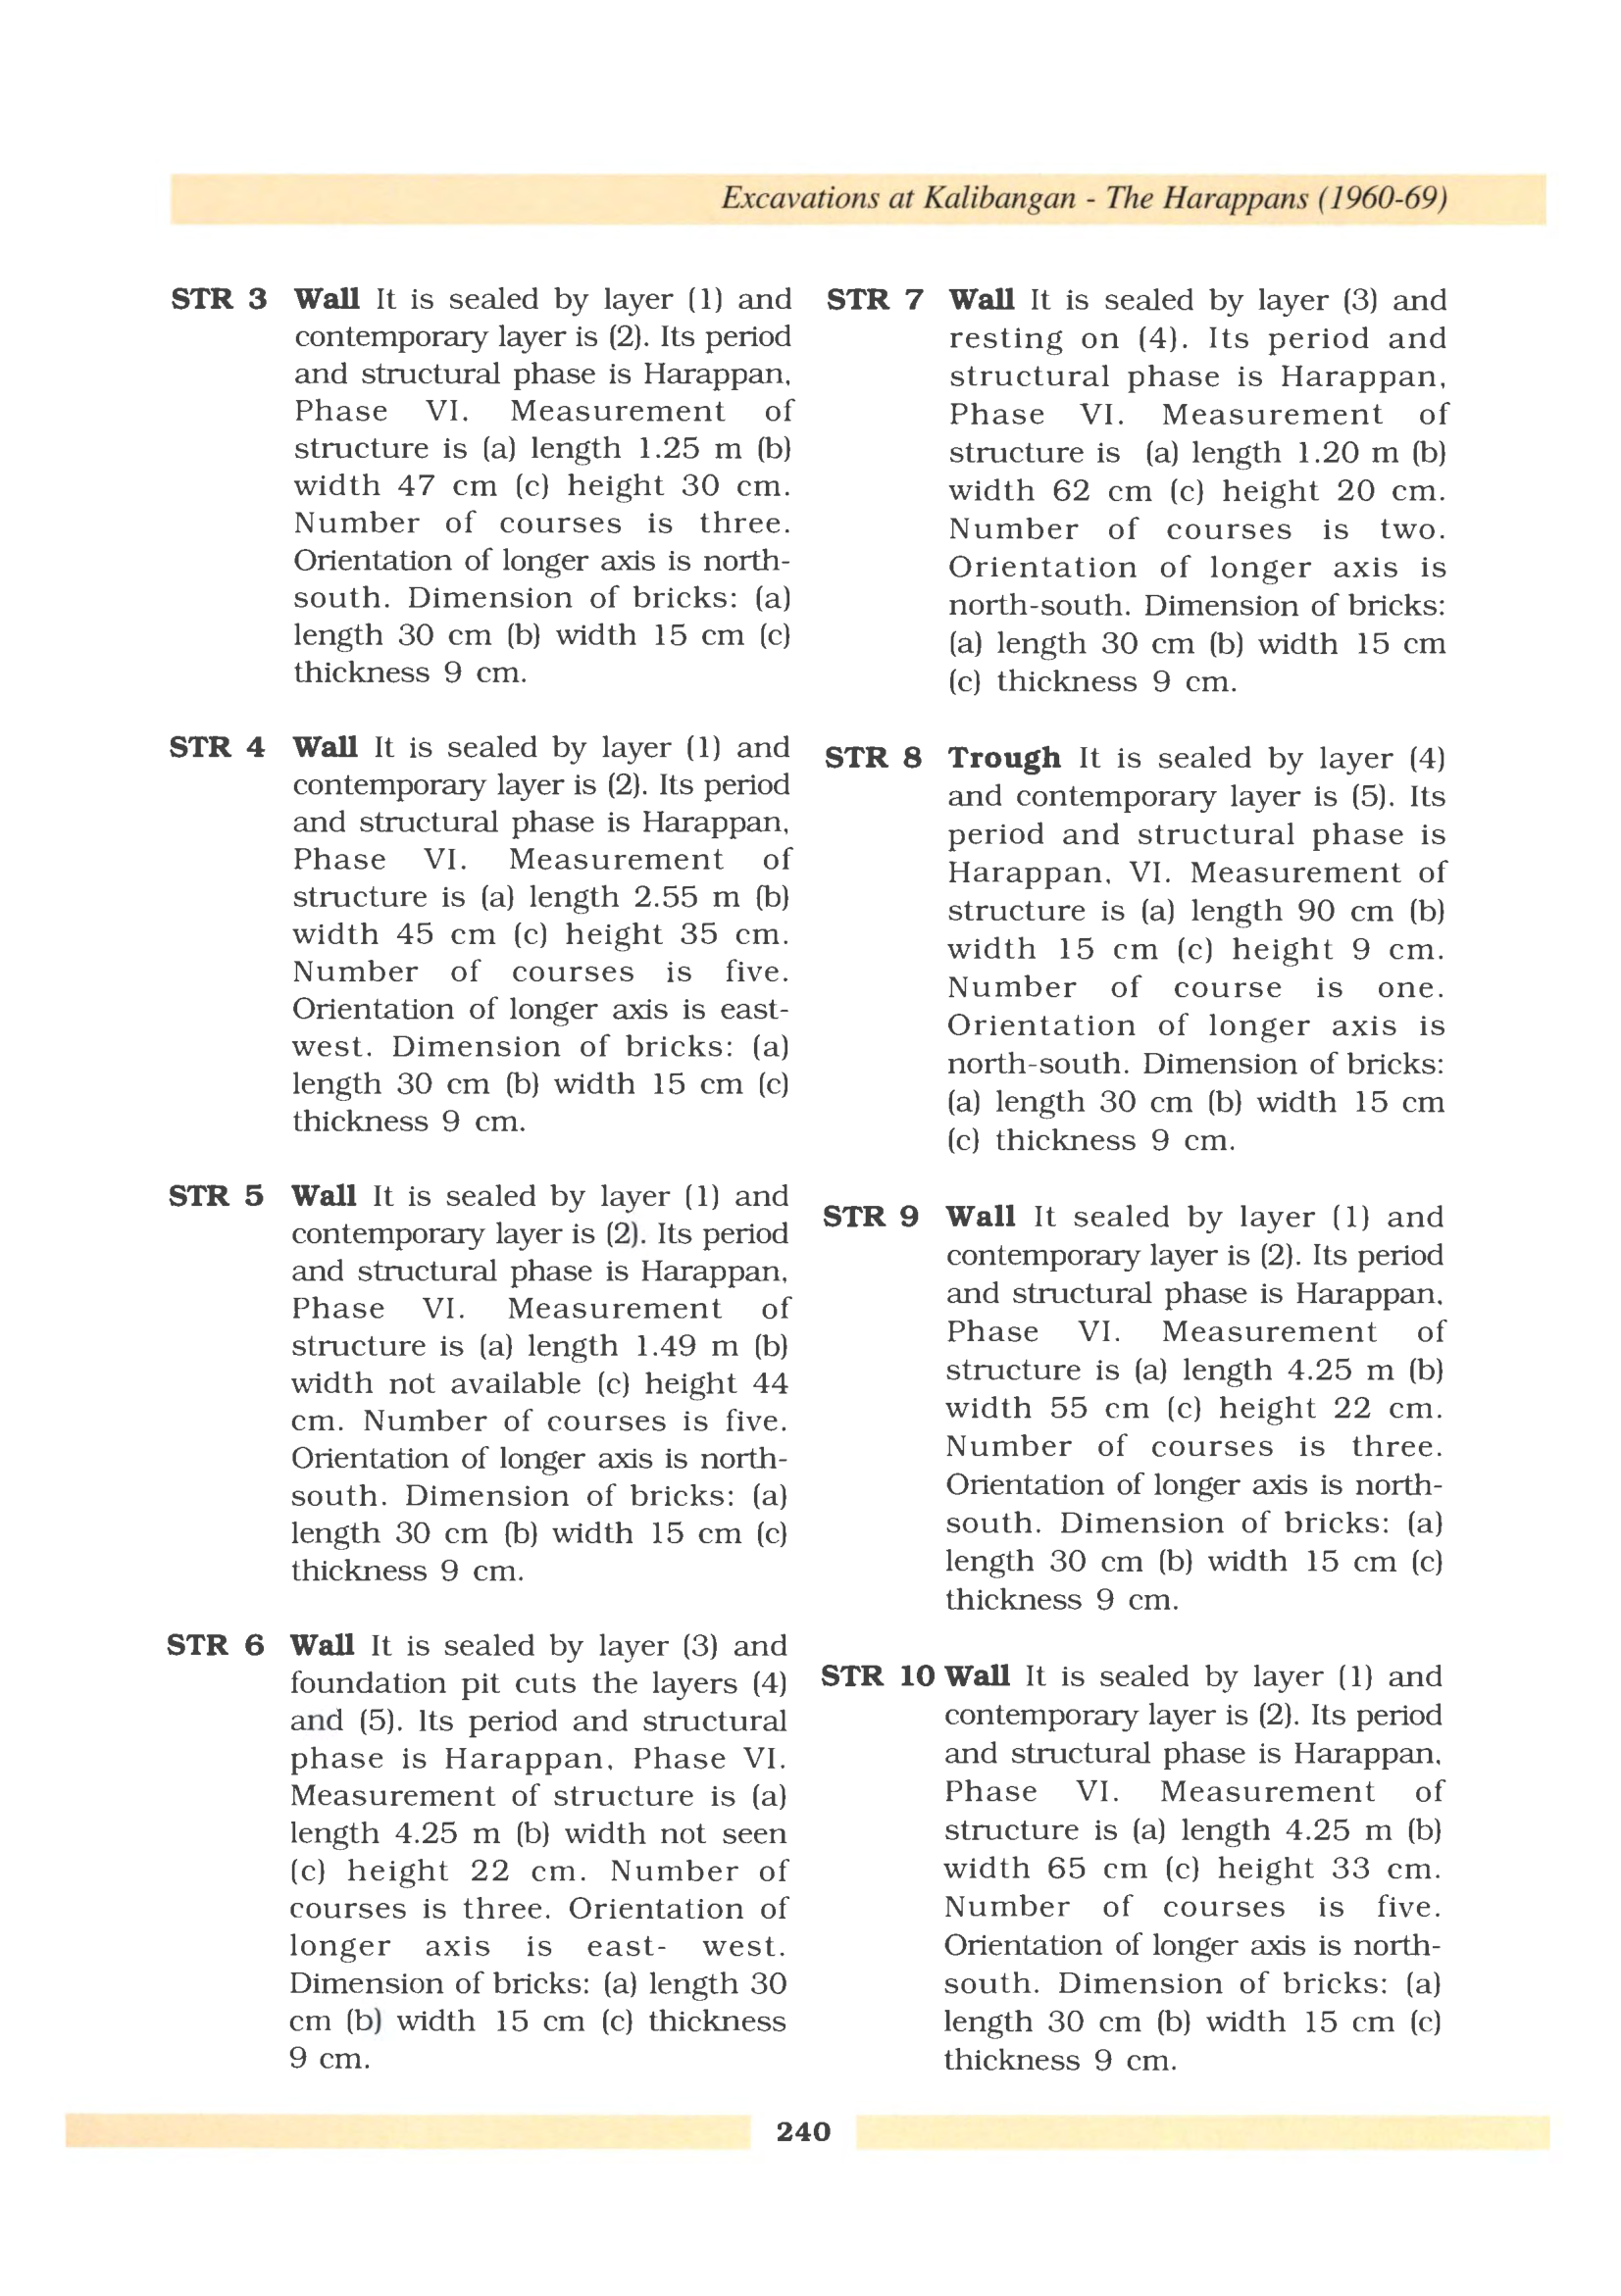 Excavations at Kalibangan - The Harappans (1960-69)
STR 3 Wall It is sealed by layer (1) and
contemporary layer is (2). Its period
and structural phase is Harappan,
Phase VI. Measurement of
structure is (a) length 1.25 m (b)
width 47 cm (c) height 30 cm.
Number of courses is three.
Orientation of longer axis is north-
south. Dimension of bricks: (a)
length 30 cm (b) width 15 cm (c)
thickness 9 cm.
STR 4 Wall It is sealed by layer (1) and
contemporary layer is (2). Its period
and structural phase is Harappan,
Phase VI. Measurement of
structure is (a) length 2.55 m (b)
width 45 cm (c) height 35 cm.
Number of courses is five.
Orientation of longer axis is east-
west. Dimension of bricks: (a)
length 30 cm (b) width 15 cm (c)
thickness 9 cm.
STR 5 Wall It is sealed by layer (1) and
contemporary layer is (2). Its period
and structural phase is Harappan,
Phase VI. Measurement of
structure is (a) length 1.49 m (b)
width not available (c) height 44
cm. Number of courses is five.
Orientation of longer axis is north-
south. Dimension of bricks: (a)
length 30 cm (b) width 15 cm (c)
thickness 9 cm.
STR 6 Wall It is sealed by layer (3) and
foundation pit cuts the layers (4)
and (5). Its period and structural
phase is Harappan, Phase VI.
Measurement of structure is (a)
length 4.25 m (b) width not seen
(c) height 22 cm. Number of
courses is three. Orientation of
longer axis is east- west.
Dimension of bricks: (a) length 30
cm (b) width 15 cm (c) thickness
9 cm.
STR 7 Wall It is sealed by layer (3) and
resting on (4). Its period and
structural phase is Harappan,
Phase VI. Measurement of
structure is (a) length 1.20 m (b)
width 62 cm (c) height 20 cm.
Number of courses is two.
Orientation of longer axis is
north-south. Dimension of bricks:
(a) length 30 cm (b) width 15 cm
(c) thickness 9 cm.
STR 8 Trough It is sealed by layer (4)
and contemporary layer is (5). Its
period and structural phase is
Harappan, VI. Measurement of
structure is (a) length 90 cm (b)
width 15 cm (c) height 9 cm.
Number of course is one.
Orientation of longer axis is
north-south. Dimension of bricks:
(a) length 30 cm (b) width 15 cm
(c) thickness 9 cm.
STR 9 Wall It sealed by layer (1) and
contemporary layer is (2). Its period
and structural phase is Harappan,
Phase VI. Measurement of
structure is (a) length 4.25 m (b)
width 55 cm (c) height 22 cm.
Number of courses is three.
Orientation of longer axis is north-
south. Dimension of bricks: (a)
length 30 cm (b) width 15 cm (c)
thickness 9 cm.
STR 10 Wall It is sealed by layer (1) and
contemporary layer is (2). Its period
and structural phase is Harappan,
Phase VI. Measurement of
structure is (a) length 4.25 m (b)
width 65 cm (c) height 33 cm.
Number of courses is five.
Orientation of longer axis is north-
south. Dimension of bricks: (a)
length 30 cm (b) width 15 cm (c)
thickness 9 cm.
240